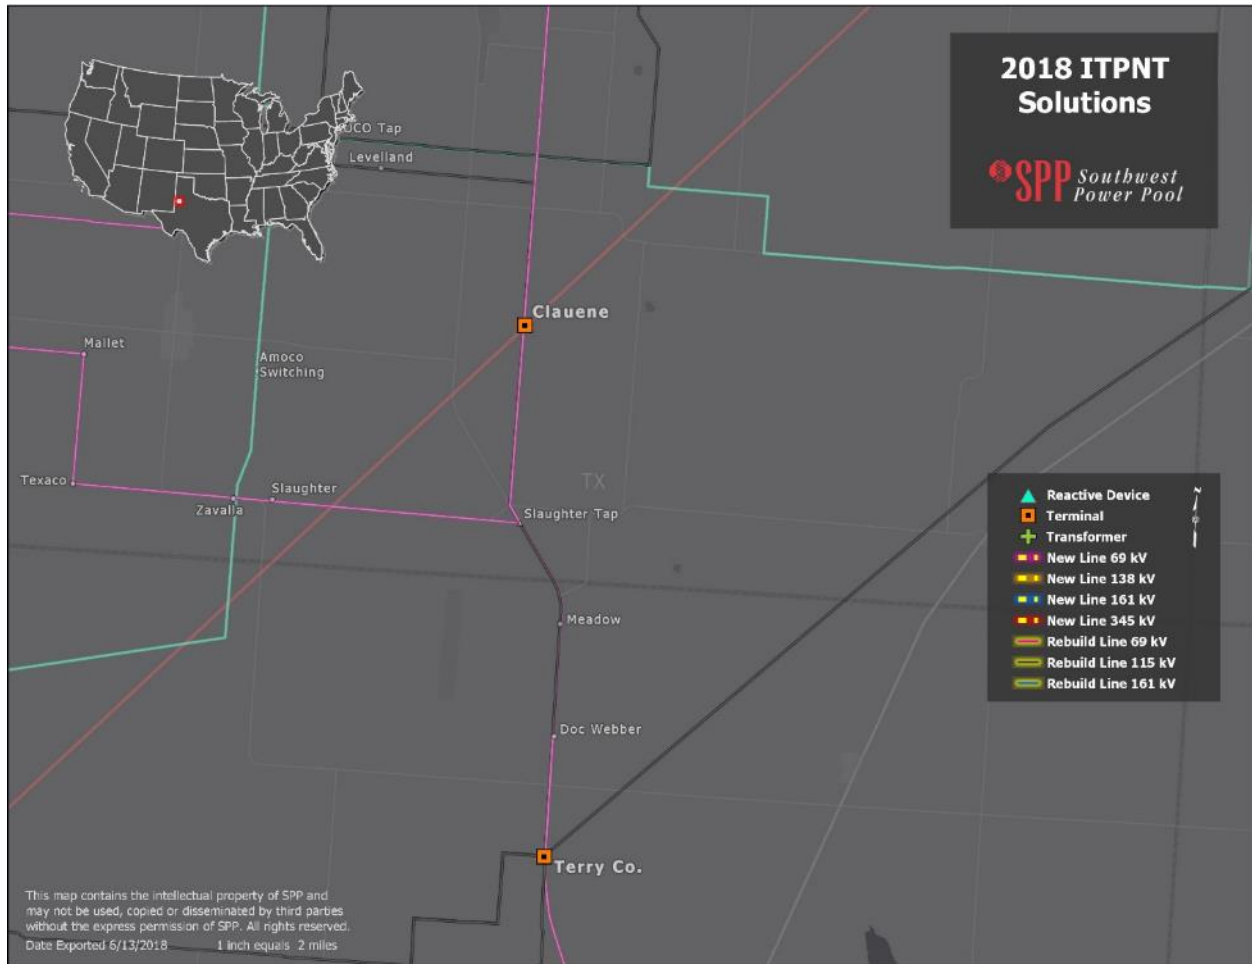 2018 ITPNT
Solutions
SPP Southwest
Power Pool
OCO Tap
Levelland
Clauene
Mallet
Amoco
Switching
Texaco
Slaughter
Zavalla
TX
Slaughter Tap
Meadow
Doc Webber
Terry Co.
Reactive Device
Terminal
Transformer
New Line 69 kV
New Line 138 kV
New Line 161 kV
New Line 345 kV
Rebuild Line 69 kV
Rebuild Line 115 kV
Rebuild Line 161 kV
N
This map contains the intellectual property of SPP and
may not be used, copied or disseminated by third parties
without the express permission of SPP. All rights reserved.
Date Exported 6/13/2018 1 inch equals 2 miles